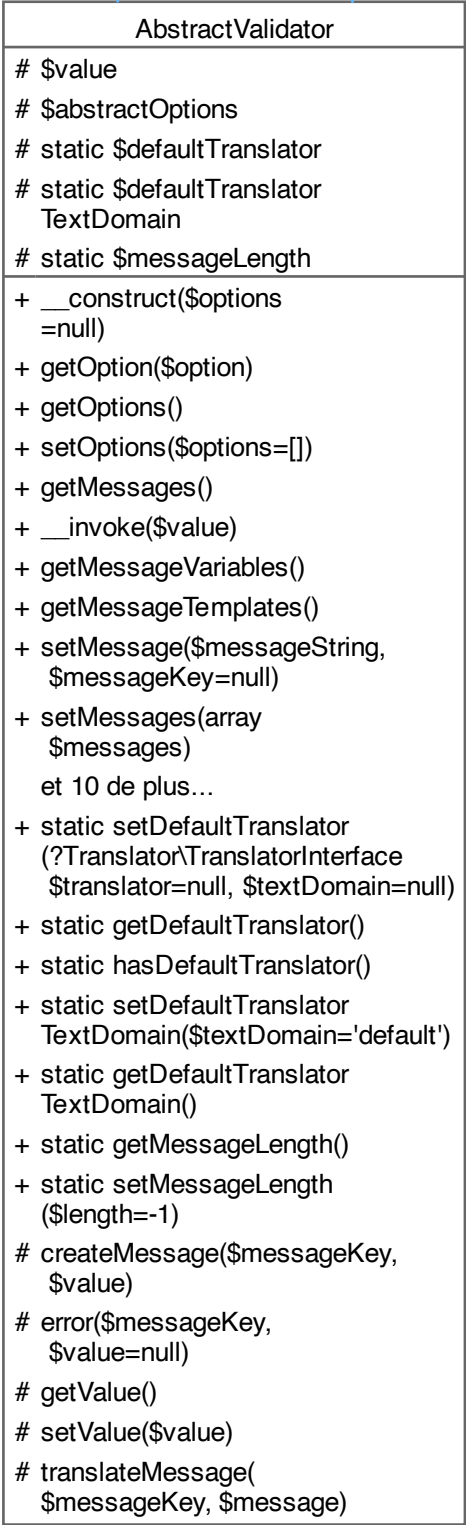 AbstractValidator
# $value
# $abstractOptions
# static $defaultTranslator
# static $defaultTranslator
TextDomain
# static $messageLength
+ __construct($options
=null)
+ getOption($option)
+ getOptions()
+ setOptions($options=[])
+ getMessages()
+ __invoke($value)
+ getMessageVariables()
+ getMessageTemplates()
+ setMessage($messageString,
$messageKey=null)
+ setMessages(array
$messages)
et 10 de plus...
+ static setDefaultTranslator
(?Translator\TranslatorInterface
$translator=null, $textDomain=null)
+ static getDefaultTranslator()
+ static hasDefaultTranslator()
+ static setDefaultTranslator
TextDomain($textDomain='default')
+ static getDefaultTranslator
TextDomain()
+ static getMessageLength()
+ static setMessageLength
($length=-1)
# createMessage($messageKey,
$value)
# error($messageKey,
$value=null)
# getValue()
# setValue($value)
# translateMessage(
$messageKey, $message)